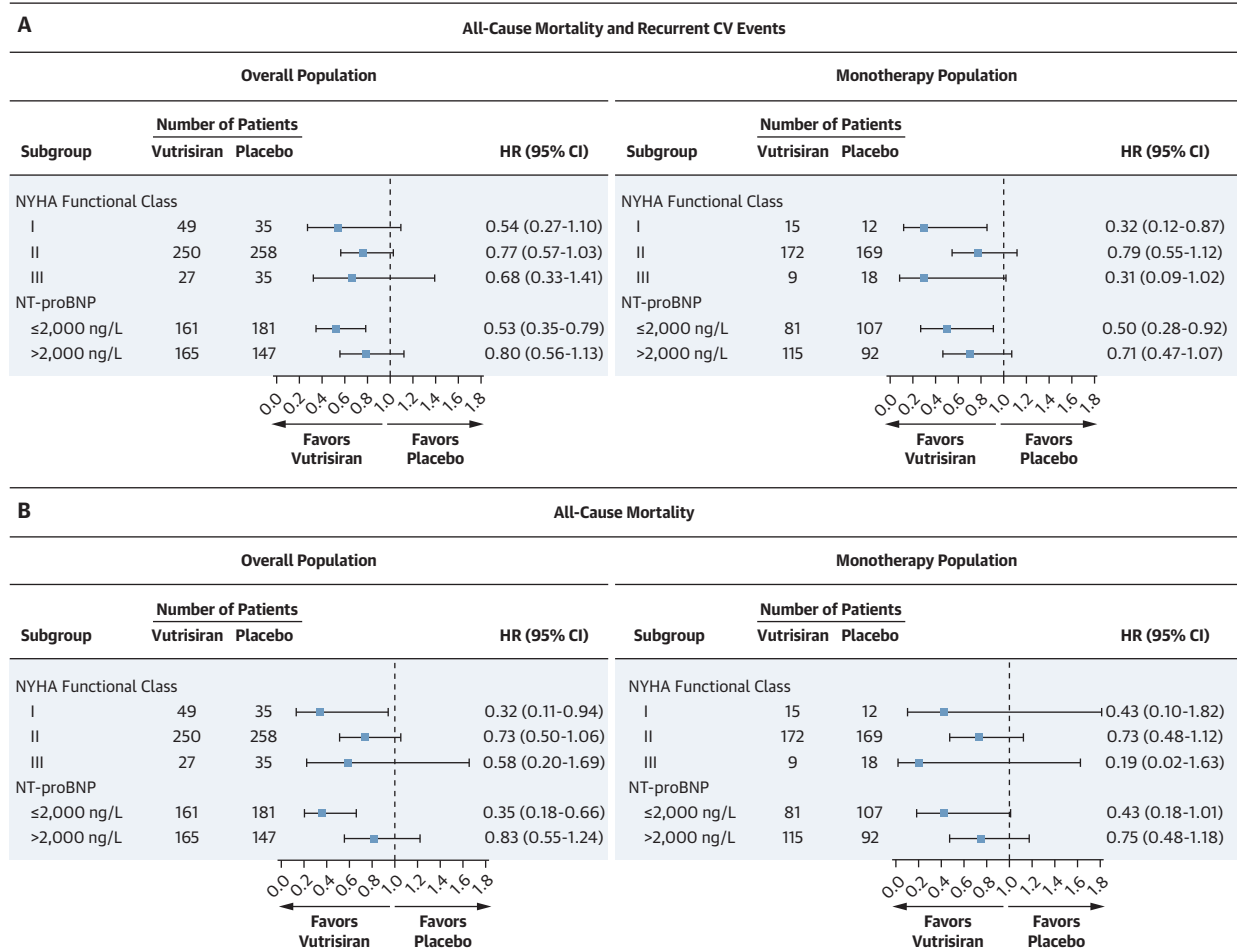 A
All-Cause Mortality and Recurrent CV Events
Overall Population
Number of Patients
Subgroup Vutrisiran Placebo HR (95% CI)
NYHA Functional Class
I 49 35 0.54 (0.27-1.10)
II 250 258 0.77 (0.57-1.03)
III 27 35 0.68 (0.33-1.41)
NT-proBNP
≤2,000 ng/L 161 181 0.53 (0.35-0.79)
>2,000 ng/L 165 147 0.80 (0.56-1.13)
0.0 0.2 0.4 0.6 0.8 1.0 1.2 1.4 1.6 1.8
Favors Favors
Vutrisiran Placebo
Monotherapy Population
Number of Patients
Subgroup Vutrisiran Placebo HR (95% CI)
NYHA Functional Class
I 15 12 0.32 (0.12-0.87)
II 172 169 0.79 (0.55-1.12)
III 9 18 0.31 (0.09-1.02)
NT-proBNP
≤2,000 ng/L 81 107 0.50 (0.28-0.92)
>2,000 ng/L 115 92 0.71 (0.47-1.07)
0.0 0.2 0.4 0.6 0.8 1.0 1.2 1.4 1.6 1.8
Favors Favors
Vutrisiran Placebo
B
All-Cause Mortality
Overall Population
Number of Patients
Subgroup Vutrisiran Placebo HR (95% CI)
NYHA Functional Class
I 49 35 0.32 (0.11-0.94)
II 250 258 0.73 (0.50-1.06)
III 27 35 0.58 (0.20-1.69)
NT-proBNP
≤2,000 ng/L 161 181 0.35 (0.18-0.66)
>2,000 ng/L 165 147 0.83 (0.55-1.24)
0.0 0.2 0.4 0.6 0.8 1.0 1.2 1.4 1.6 1.8
Favors Favors
Vutrisiran Placebo
Monotherapy Population
Number of Patients
Subgroup Vutrisiran Placebo HR (95% CI)
NYHA Functional Class
I 15 12 0.43 (0.10-1.82)
II 172 169 0.73 (0.48-1.12)
III 9 18 0.19 (0.02-1.63)
NT-proBNP
≤2,000 ng/L 81 107 0.43 (0.18-1.01)
>2,000 ng/L 115 92 0.75 (0.48-1.18)
0.0 0.2 0.4 0.6 0.8 1.0 1.2 1.4 1.6 1.8
Favors Favors
Vutrisiran Placebo